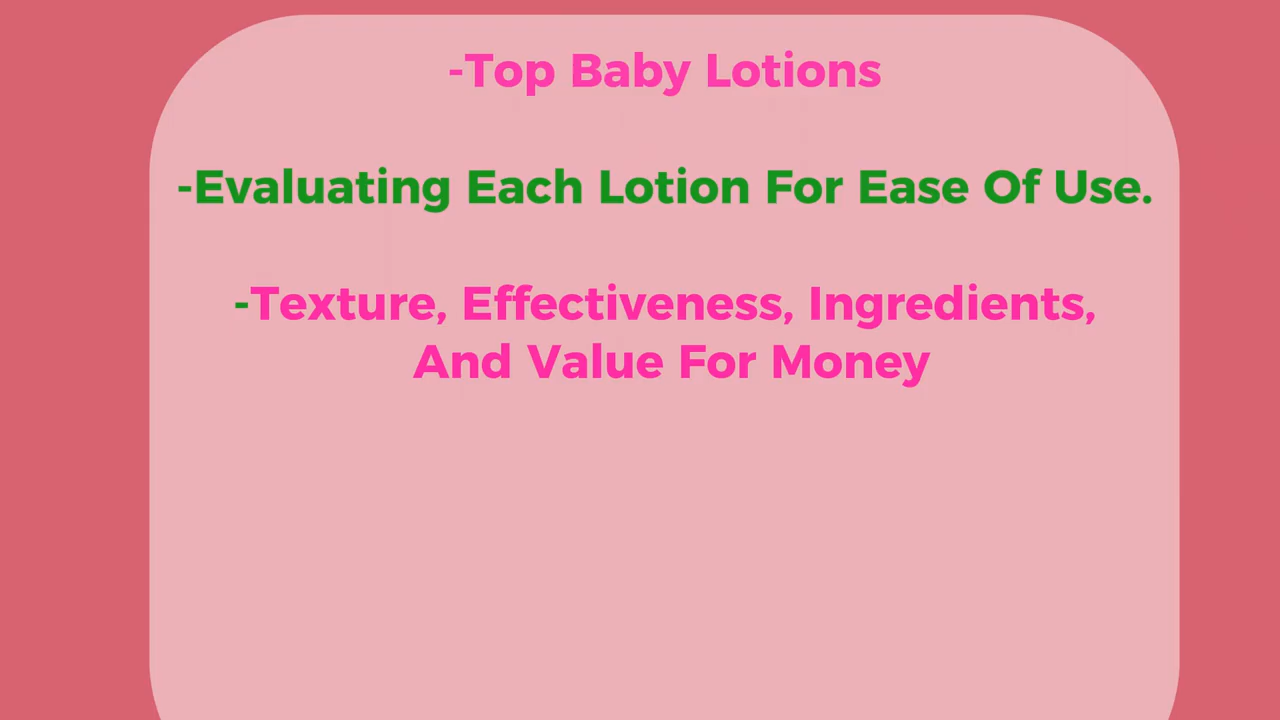 -Top Baby Lotions
-Evaluating Each Lotion For Ease Of Use.
-Texture, Effectiveness, Ingredients,
And Value For Money